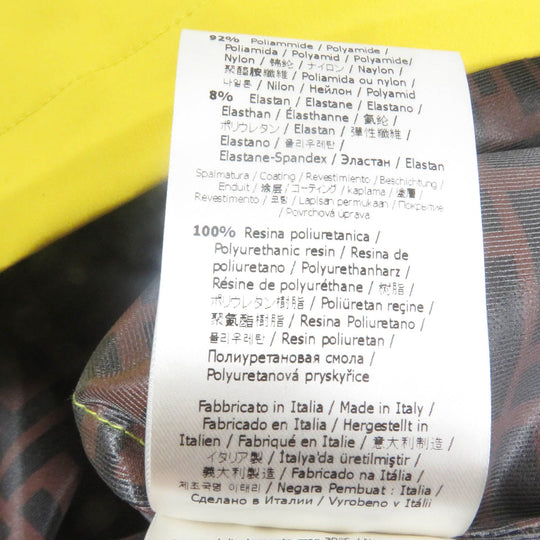 92% Poliammide / Polyamide /
Poliamida / Polyamid / Polyamide/
Nylon / 锦纶 / ナイロン / Naylon /
聚醯胺纖維 / Poliamida ou nylon /
나일론 / Nilon / Нейлон / Polyamid
8% Elastan / Elastane / Elastano /
Elasthan / Élasthanne / 氨纶 /
ポリウレタン / Elastan / 彈性纖維 /
Elastano / 폴리우레탄 /
Elastane-Spandex / Эластан / Elastan
Spalmatura / Coating / Revestimiento / Beschichtung /
Enduit / 涂层 / コーティング / kaplama / 塗層 /
Revestimento / 코팅 / Lapisan permukaan / Покрытие
/ Povrchová úprava
100% Resina poliuretanica /
Polyurethanic resin / Resina de
poliuretano / Polyurethanharz /
Résine de polyuréthane / 树脂 /
ポリウレタン樹脂 / Poliüretan reçine /
聚氨酯樹脂 / Resina Poliuretano /
폴리우레탄 / Resin poliuretan /
Полиуретановая смола /
Polyuretanová pryskyřice
Fabbricato in Italia / Made in Italy /
Fabricado en Italia / Hergestellt in
Italien / Fabriqué en Italie / 意大利制造 /
イタリア製 / İtalya'da üretilmiştir /
義大利製造 / Fabricado na Itália /
제조국명 이태리 / Negara Pembuat : Italia /
Сделано в Италии / Vyrobeno v Itálii